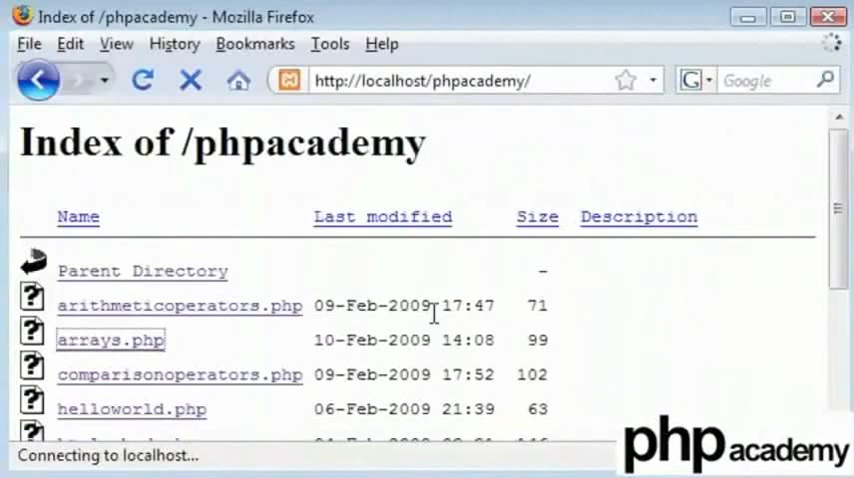 Index of /phpacademy - Mozilla Firefox
File Edit View History Bookmarks Tools Help
http://localhost/phpacademy/ G Google
Index of /phpacademy
Name Last modified Size Description
Parent Directory -
? arithmeticoperators.php 09-Feb-2009 17:47 71
? arrays.php 10-Feb-2009 14:08 99
? comparisonoperators.php 09-Feb-2009 17:52 102
? helloworld.php 06-Feb-2009 21:39 63
Connecting to localhost...
php academy